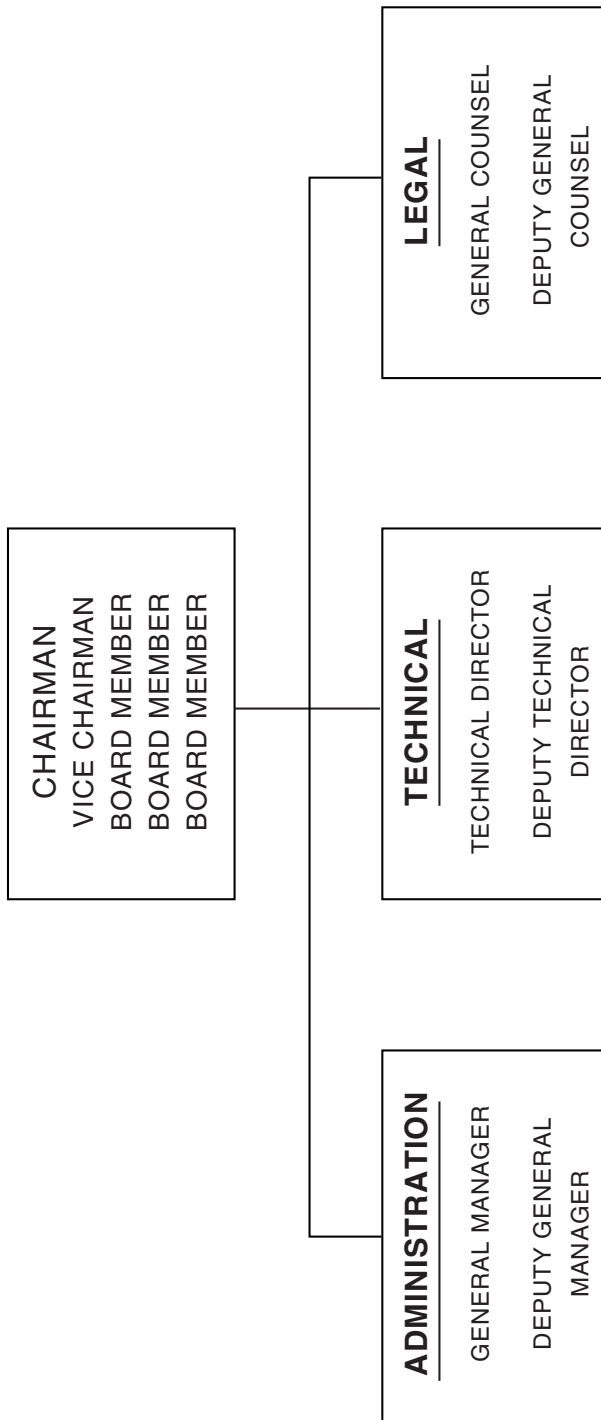 CHAIRMAN
VICE CHAIRMAN
BOARD MEMBER
BOARD MEMBER
BOARD MEMBER
ADMINISTRATION
GENERAL MANAGER
DEPUTY GENERAL
MANAGER
TECHNICAL
TECHNICAL DIRECTOR
DEPUTY TECHNICAL
DIRECTOR
LEGAL
GENERAL COUNSEL
DEPUTY GENERAL
COUNSEL